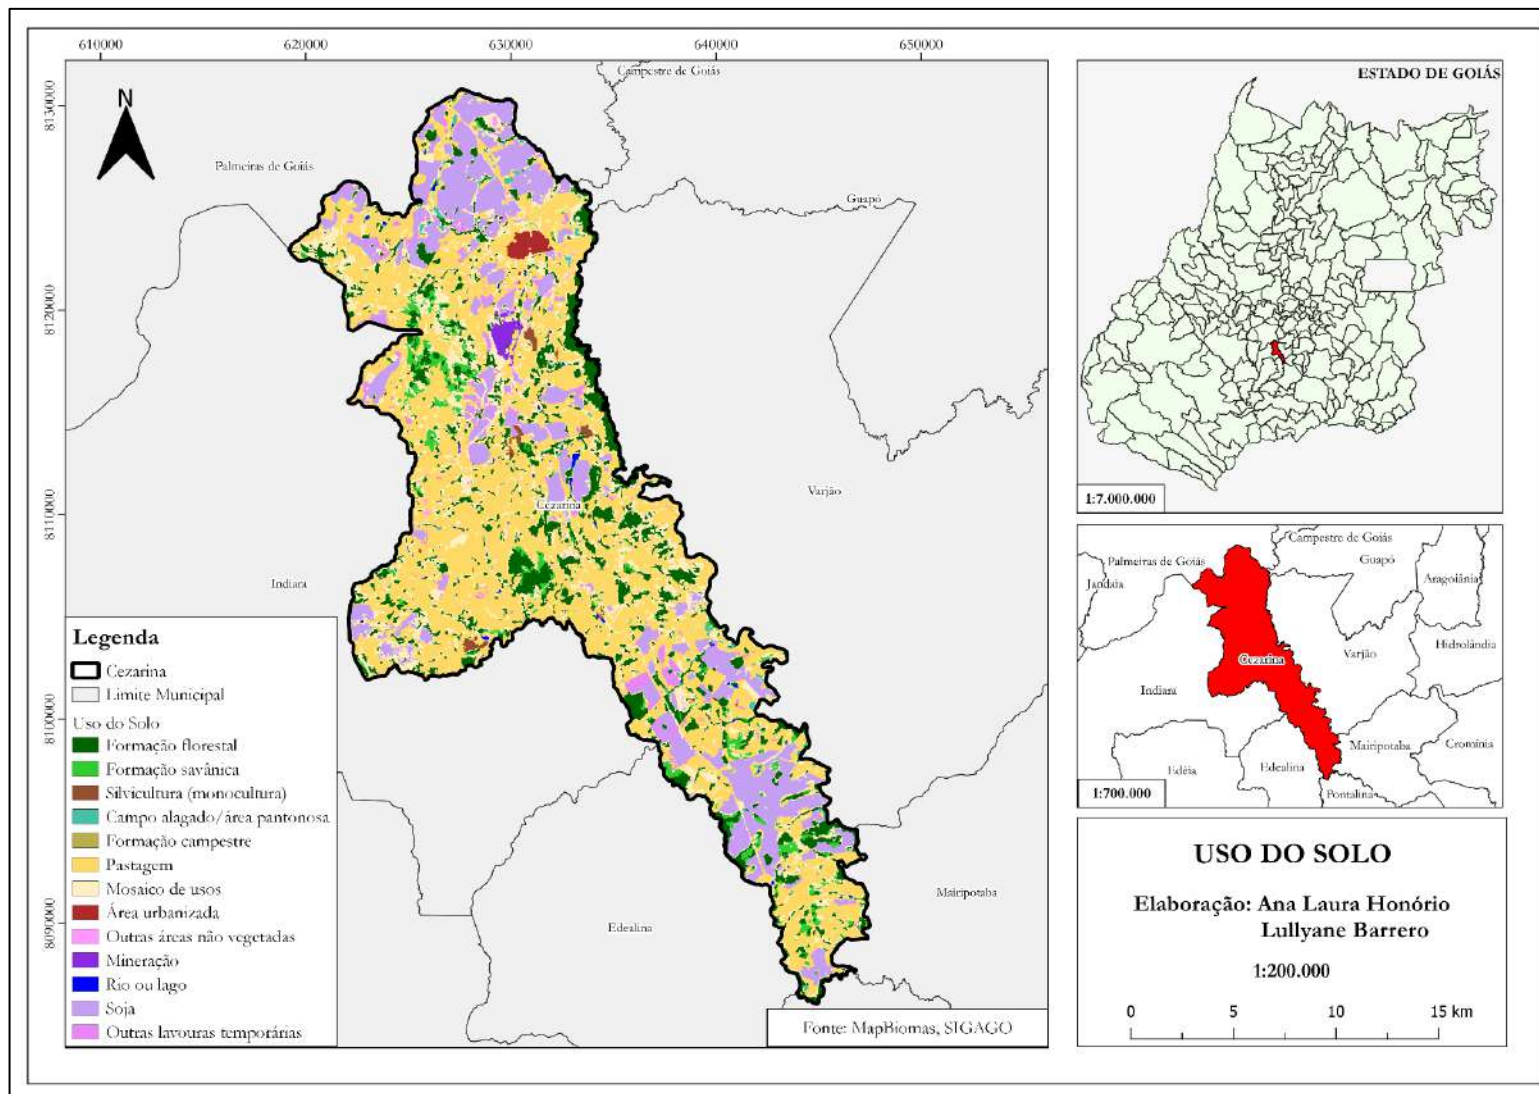 610000
620000
630000
640000
650000
8130000
8120000
8110000
8100000
8090000
N
Campestre de Goiás
Palmeiras de Goiás
Guapó
Varjão
Cezarina
Indiara
Mairipotaba
Edealina
Legenda
Cezarina
Limite Municipal
Uso do Solo
Formação florestal
Formação savânica
Silvicultura (monocultura)
Campo alagado/área pantonosa
Formação campestre
Pastagem
Mosaico de usos
Área urbanizada
Outras áreas não vegetadas
Mineração
Rio ou lago
Soja
Outras lavouras temporárias
Fonte: MapBiomas, SIGAGO
ESTADO DE GOIÁS
1:7.000.000
Campestre de Goiás
Palmeiras de Goiás
Guapó
Jandaia
Aragoiânia
Hidrolândia
Cezarina
Varjão
Indiara
Mairipotaba
Cromínia
Edéia
Edealina
Pontalina
1:700.000
USO DO SOLO
Elaboração: Ana Laura Honório
Lullyane Barrero
1:200.000
0 5 10 15 km